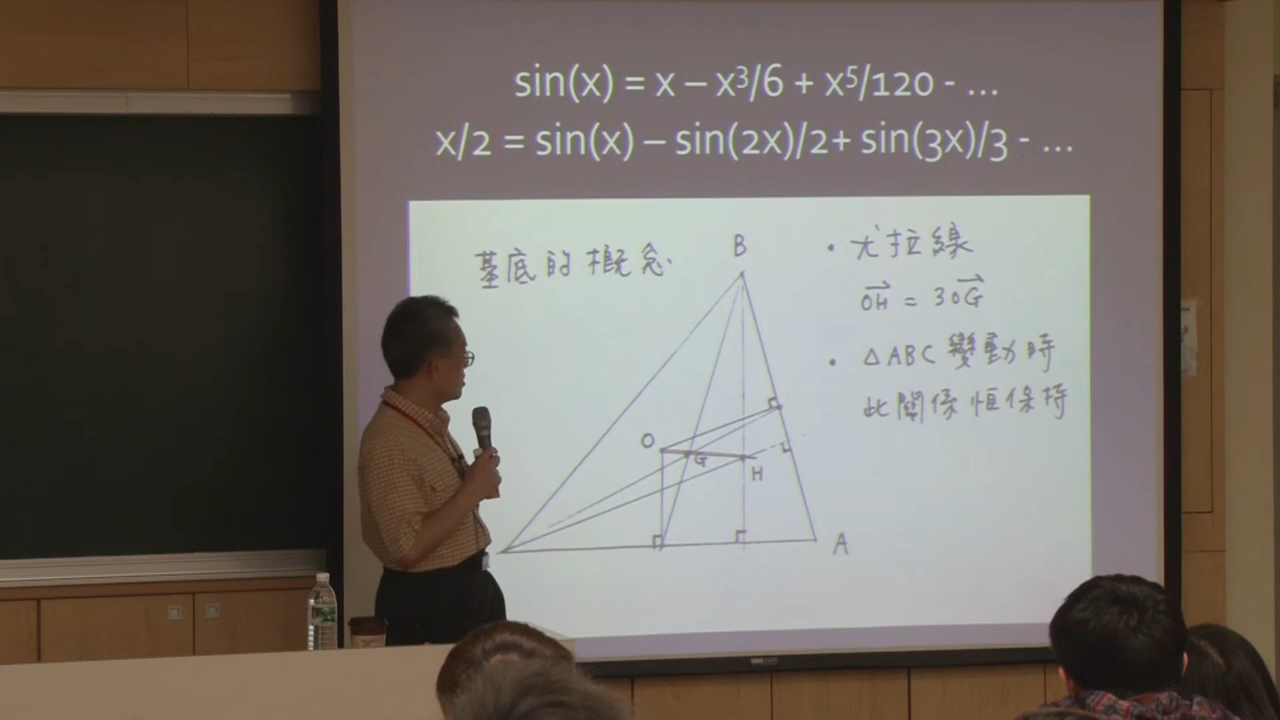 sin(x) = x – x³/6 + x⁵/120 - ...
x/2 = sin(x) – sin(2x)/2+ sin(3x)/3 - ...
基底的概念
B
• 尤拉線
OH⃗ = 3OG⃗
• △ABC 變動時
此關係恒保持
O
G
H
A